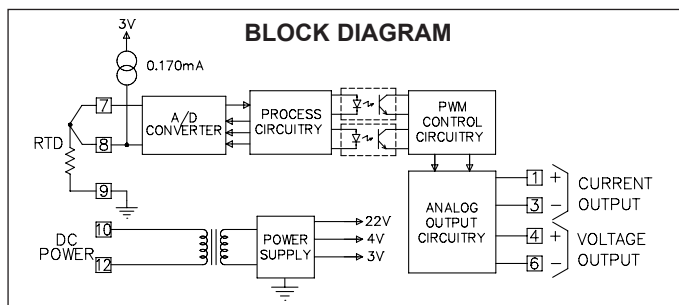 BLOCK DIAGRAM
3V
0.170mA
7
8
9
RTD
A/D
CONVERTER
PROCESS
CIRCUITRY
PWM
CONTROL
CIRCUITRY
ANALOG
OUTPUT
CIRCUITRY
1 +
3 –
CURRENT
OUTPUT
4 +
6 –
VOLTAGE
OUTPUT
10
12
DC
POWER
POWER
SUPPLY
22V
4V
3V